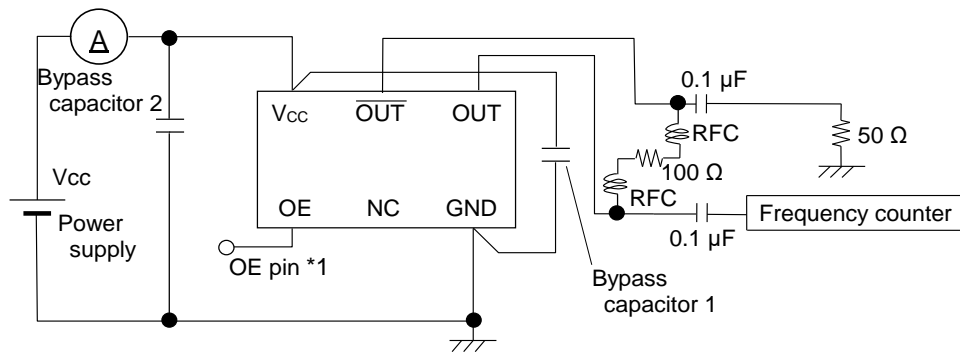 A
Bypass
capacitor 2
Vcc
Power
supply
VCC
OUT
OUT
OE
NC
GND
OE pin *1
Bypass
capacitor 1
0.1 µF
RFC
50 Ω
100 Ω
RFC
0.1 µF
Frequency counter